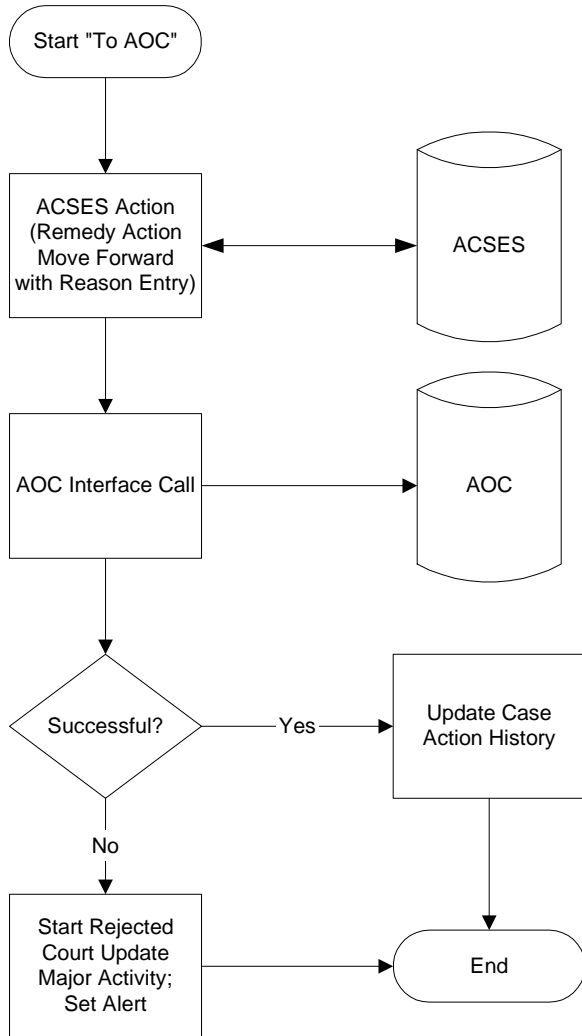 Start "To AOC"
ACSES Action
(Remedy Action
Move Forward
with Reason Entry)
ACSES
AOC Interface Call
AOC
Successful?
Yes
Update Case
Action History
No
Start Rejected
Court Update
Major Activity;
Set Alert
End